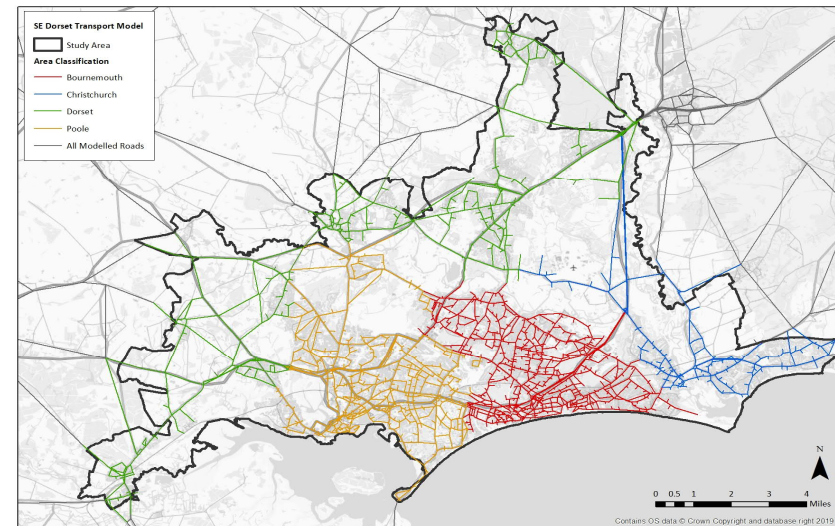 SE Dorset Transport Model
Study Area
Area Classification
Bournemouth
Christchurch
Dorset
Poole
All Modelled Roads
N
0 0.5 1 2 3 4
Miles
Contains OS data © Crown Copyright and database right 2019